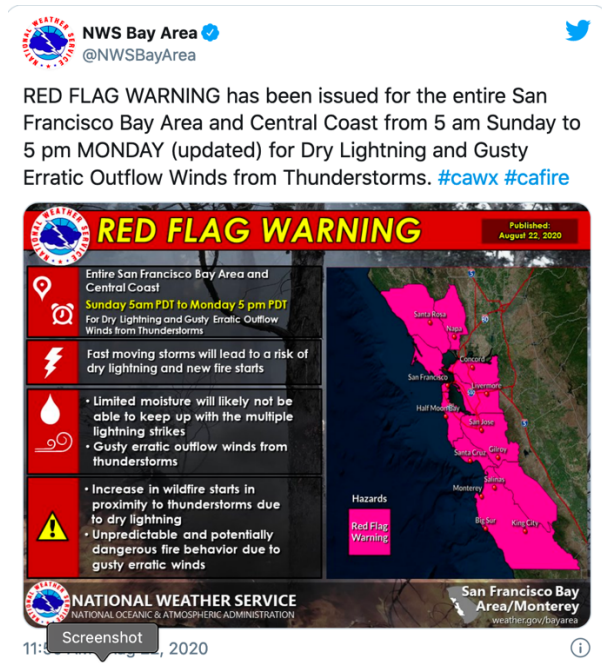 NWS Bay Area
@NWSBayArea
RED FLAG WARNING has been issued for the entire San
Francisco Bay Area and Central Coast from 5 am Sunday to
5 pm MONDAY (updated) for Dry Lightning and Gusty
Erratic Outflow Winds from Thunderstorms. #cawx #cafire
NATIONAL WEATHER SERVICE
RED FLAG WARNING
Published:
August 22, 2020
Entire San Francisco Bay Area and
Central Coast
Sunday 5am PDT to Monday 5 pm PDT
For Dry Lightning and Gusty Erratic Outflow
Winds from Thunderstorms
Fast moving storms will lead to a risk of
dry lightning and new fire starts
• Limited moisture will likely not be
able to keep up with the multiple
lightning strikes
• Gusty erratic outflow winds from
thunderstorms
• Increase in wildfire starts in
proximity to thunderstorms due
to dry lightning
• Unpredictable and potentially
dangerous fire behavior due to
gusty erratic winds
Santa Rosa
Napa
Concord
San Francisco
Livermore
Half Moon Bay
San Jose
Santa Cruz
Gilroy
Salinas
Monterey
Big Sur
King City
Hazards
Red Flag
Warning
NATIONAL WEATHER SERVICE
NATIONAL OCEANIC & ATMOSPHERIC ADMINISTRATION
San Francisco Bay
Area/Monterey
weather.gov/bayarea
2020
Screenshot